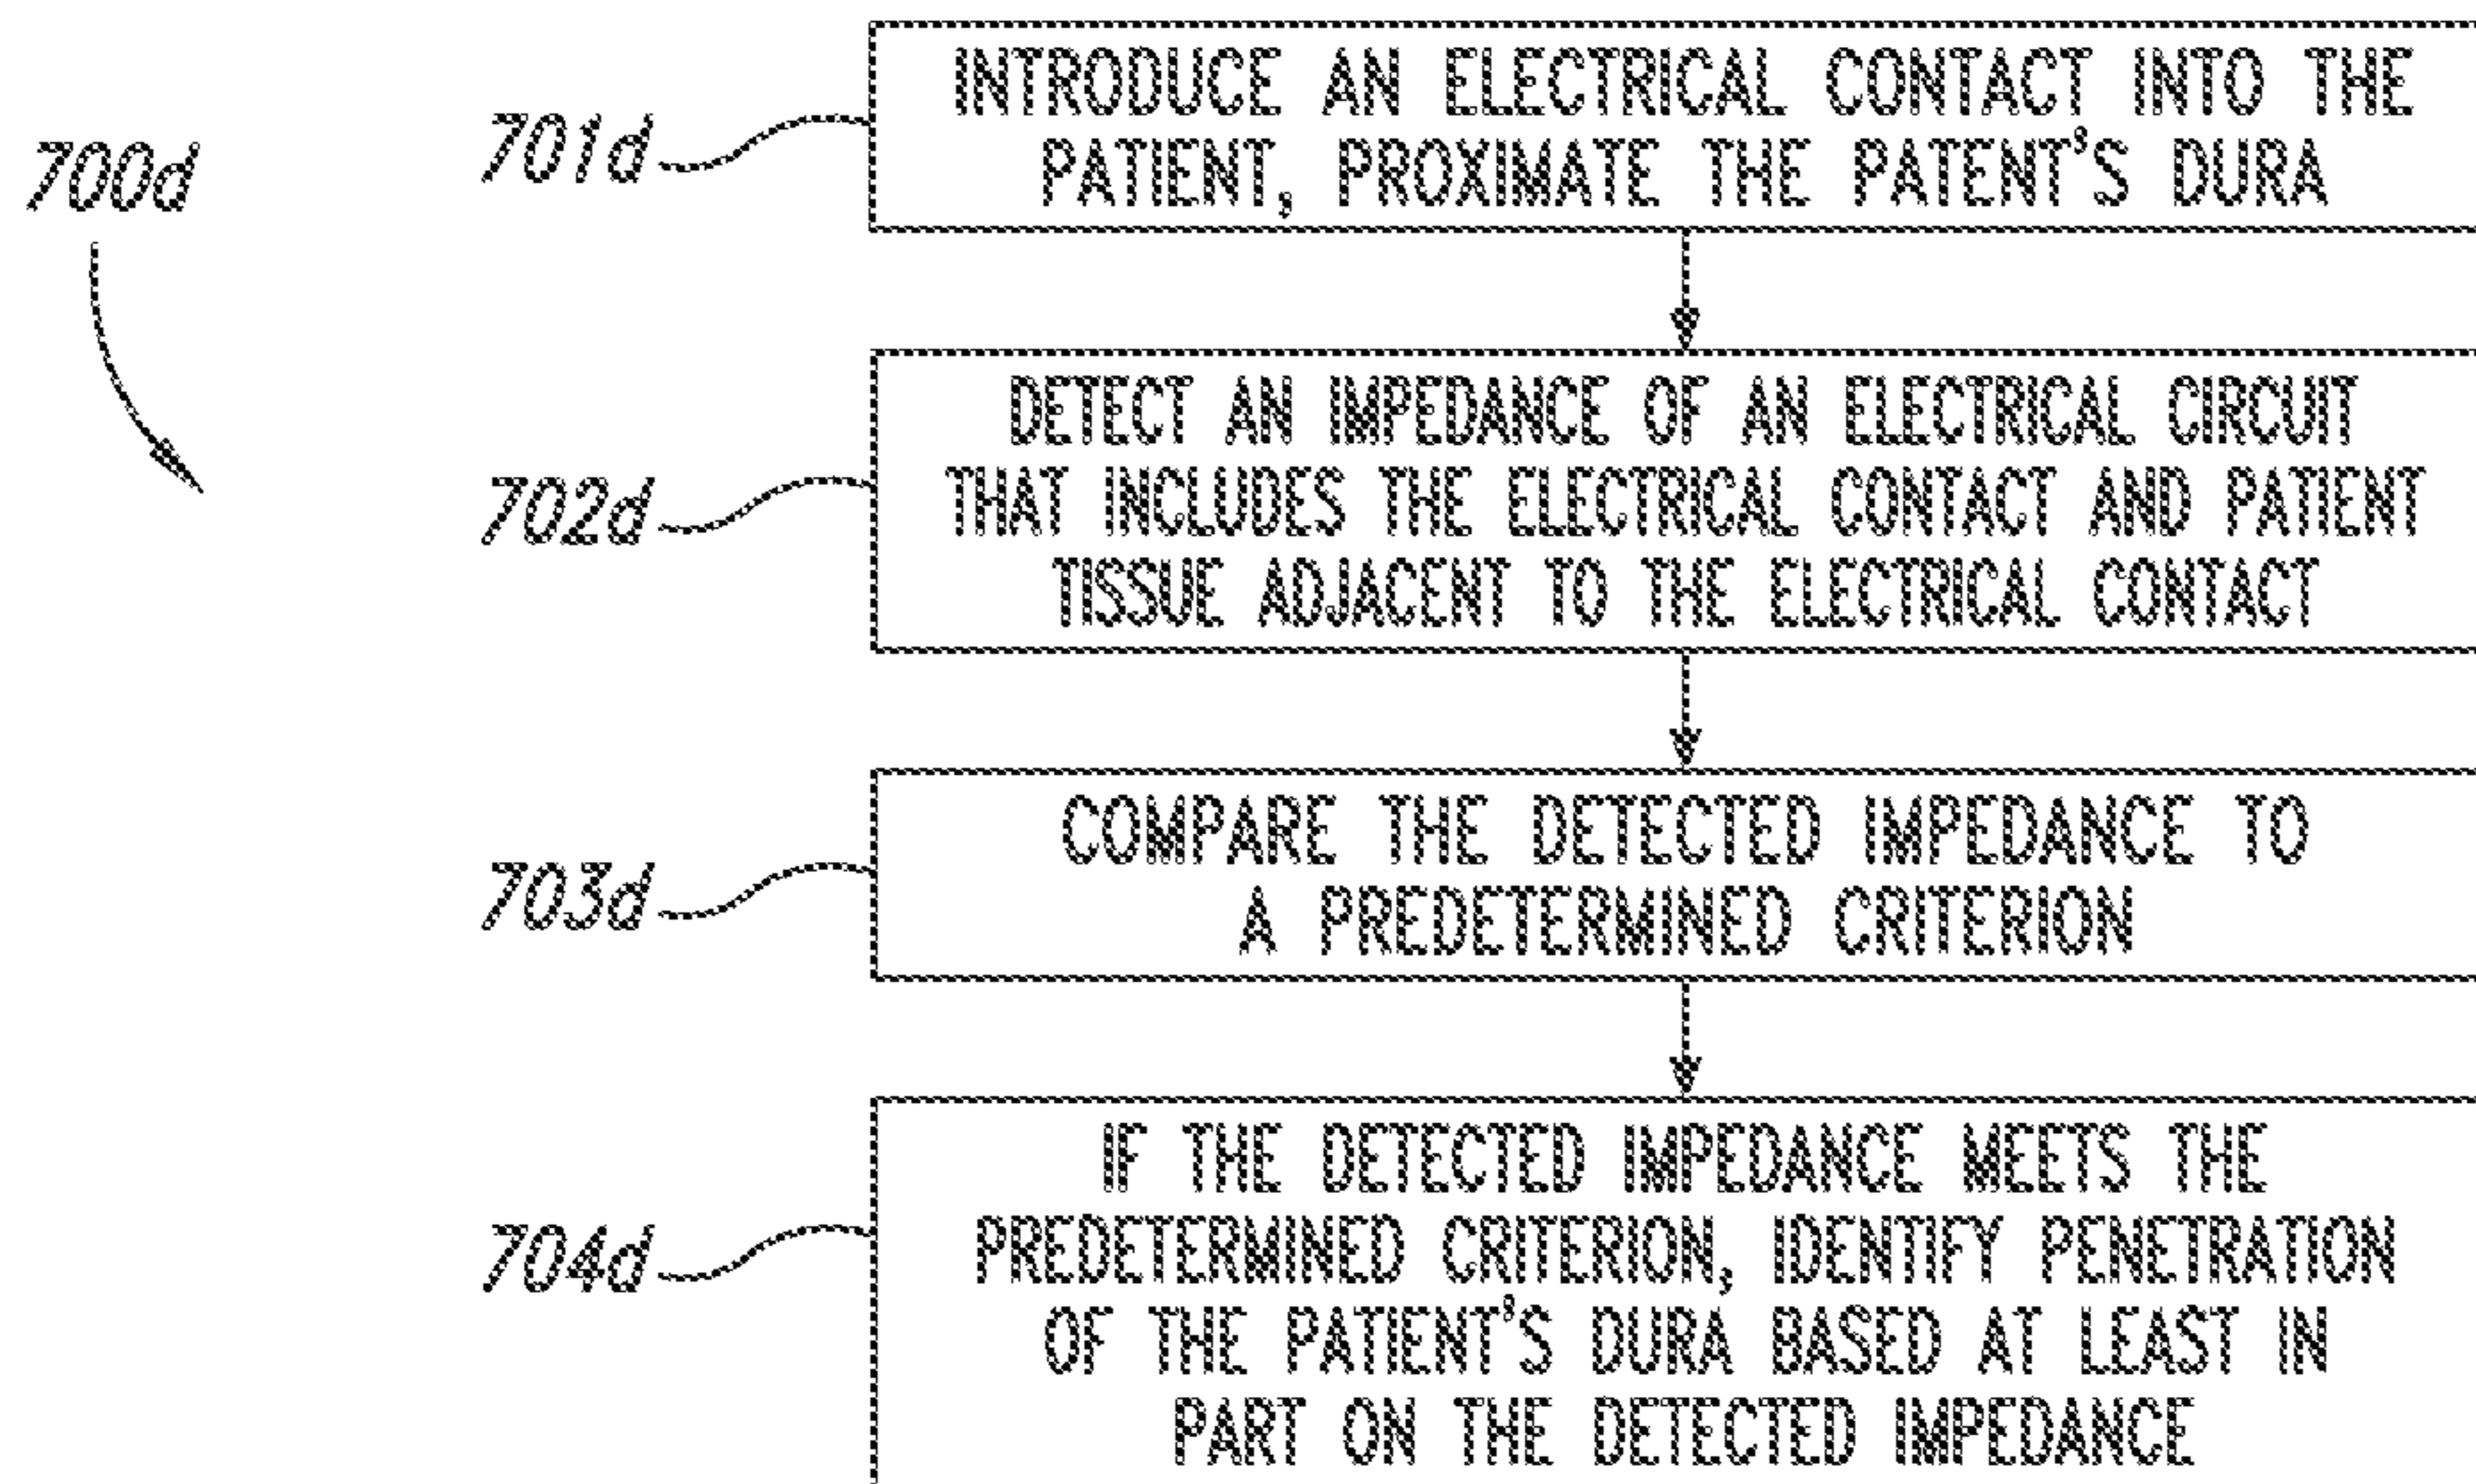 700d
701d
INTRODUCE AN ELECTRICAL CONTACT INTO THE
PATIENT, PROXIMATE THE PATENT'S DURA
702d
DETECT AN IMPEDANCE OF AN ELECTRICAL CIRCUIT
THAT INCLUDES THE ELECTRICAL CONTACT AND PATIENT
TISSUE ADJACENT TO THE ELECTRICAL CONTACT
703d
COMPARE THE DETECTED IMPEDANCE TO
A PREDETERMINED CRITERION
704d
IF THE DETECTED IMPEDANCE MEETS THE
PREDETERMINED CRITERION, IDENTIFY PENETRATION
OF THE PATIENT'S DURA BASED AT LEAST IN
PART ON THE DETECTED IMPEDANCE